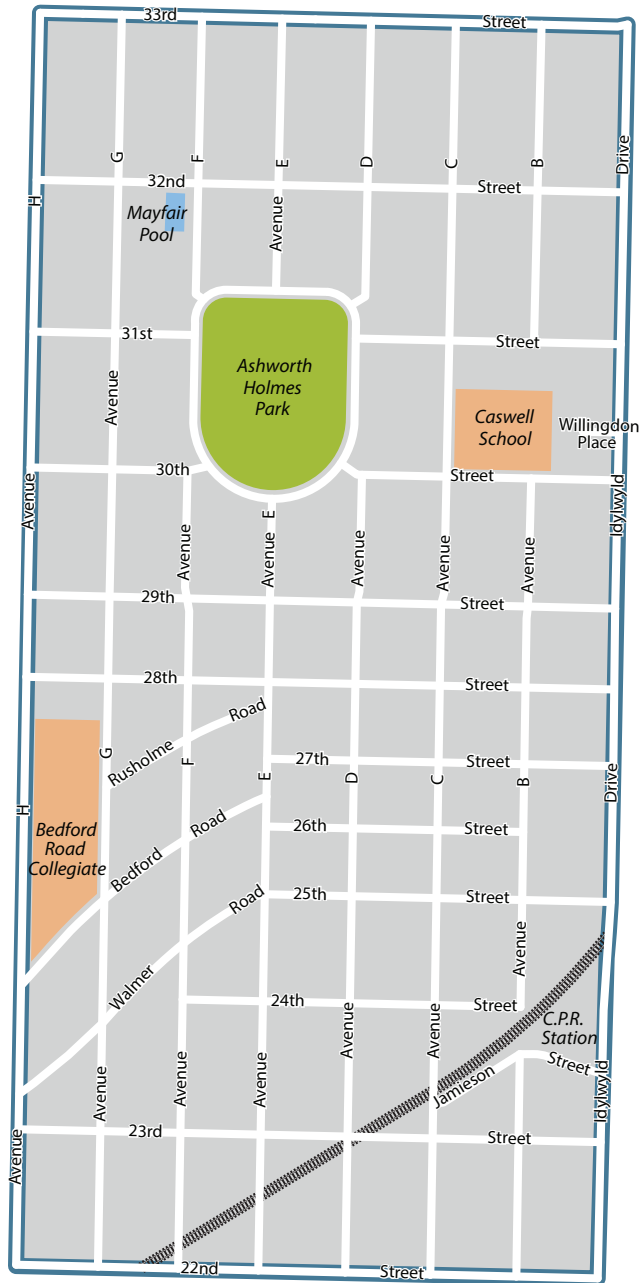 33rd Street
G F E D C B Drive
32nd Street
H
Mayfair
Pool
Avenue
31st Street
Avenue
Ashworth
Holmes
Park
Caswell
School
Willingdon
Place
30th Street
Avenue
Idylwyld
E
Avenue Avenue Avenue Avenue Avenue
29th Street
28th Street
Rusholme Road
G F E D C B
Drive
27th Street
H
Bedford
Road
Collegiate
Bedford Road
26th Street
25th Street
Walmer Road
Avenue
24th Street
C.P.R.
Station
Avenue Avenue
Jamieson Street
Avenue Avenue Avenue
Idylwyld
23rd Street
Avenue
22nd Street